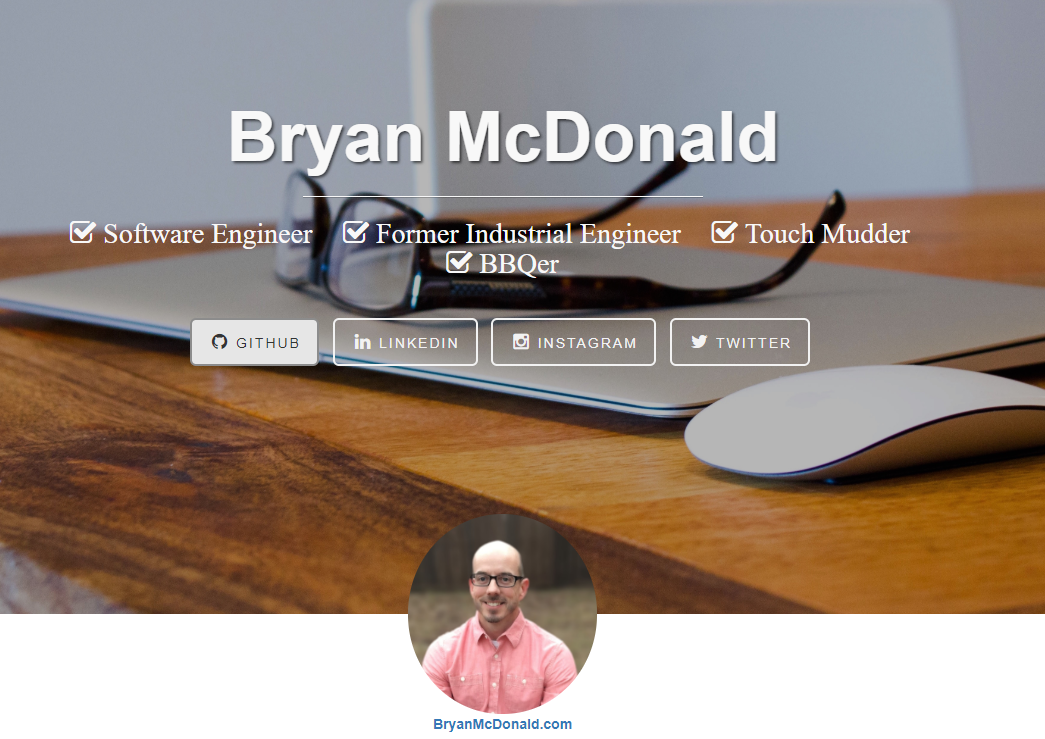 Bryan McDonald
Software Engineer Former Industrial Engineer Touch Mudder
BBQer
GITHUB LINKEDIN INSTAGRAM TWITTER
BryanMcDonald.com